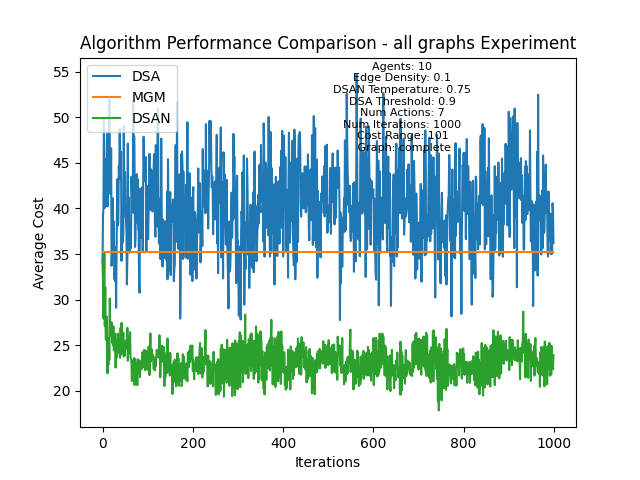 Algorithm Performance Comparison - all graphs Experiment
Agents: 10
Edge Density: 0.1
DSAN Temperature: 0.75
DSA Threshold: 0.9
Num Actions: 7
Num Iterations: 1000
Cost Range: 101
Graph: complete
DSA
MGM
DSAN
55
50
45
40
35
30
25
20
Average Cost
0
200
400
600
800
1000
Iterations